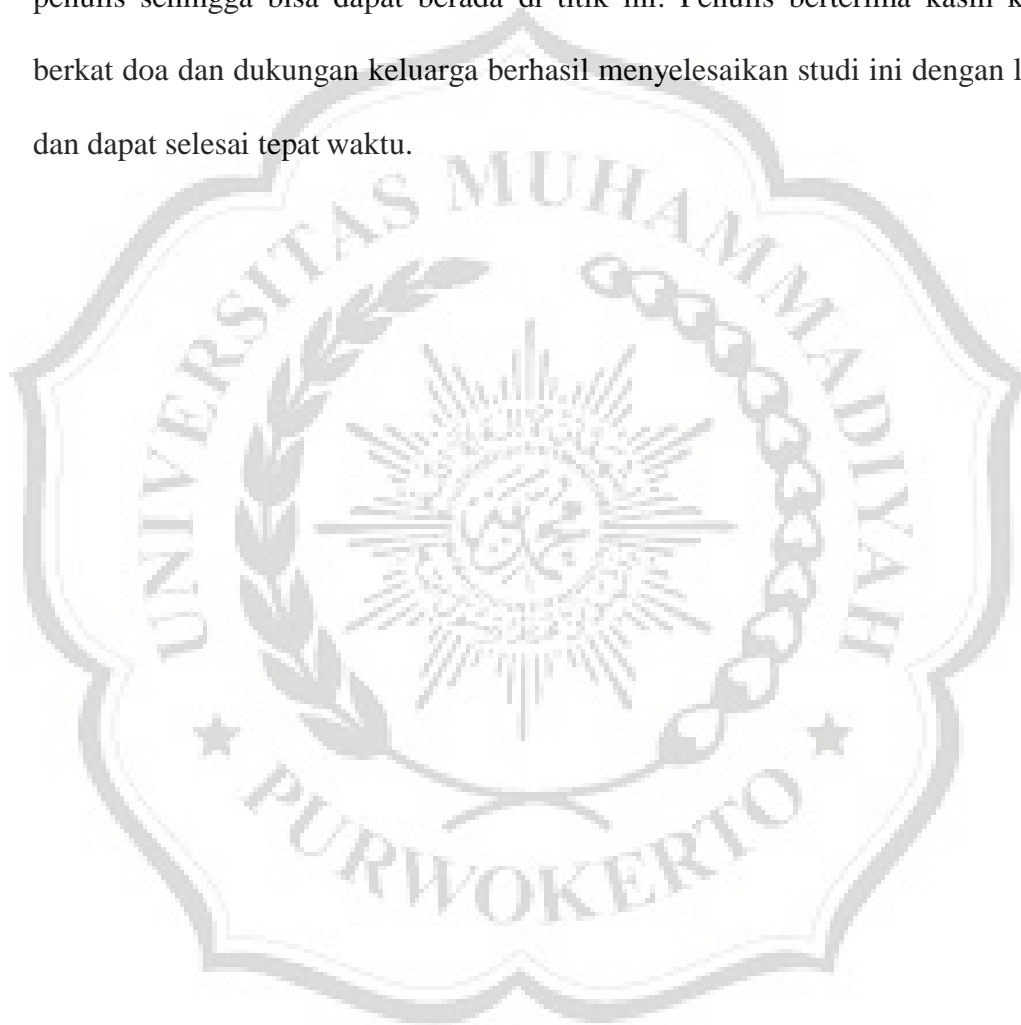 penulis sehingga bisa dapat berada di titik ini. Penulis berterima kasih
berkat doa dan dukungan keluarga berhasil menyelesaikan studi ini dengan
dan dapat selesai tepat waktu.
UNIVERSITAS MUHAMMADIYAH
PURWOKERTO